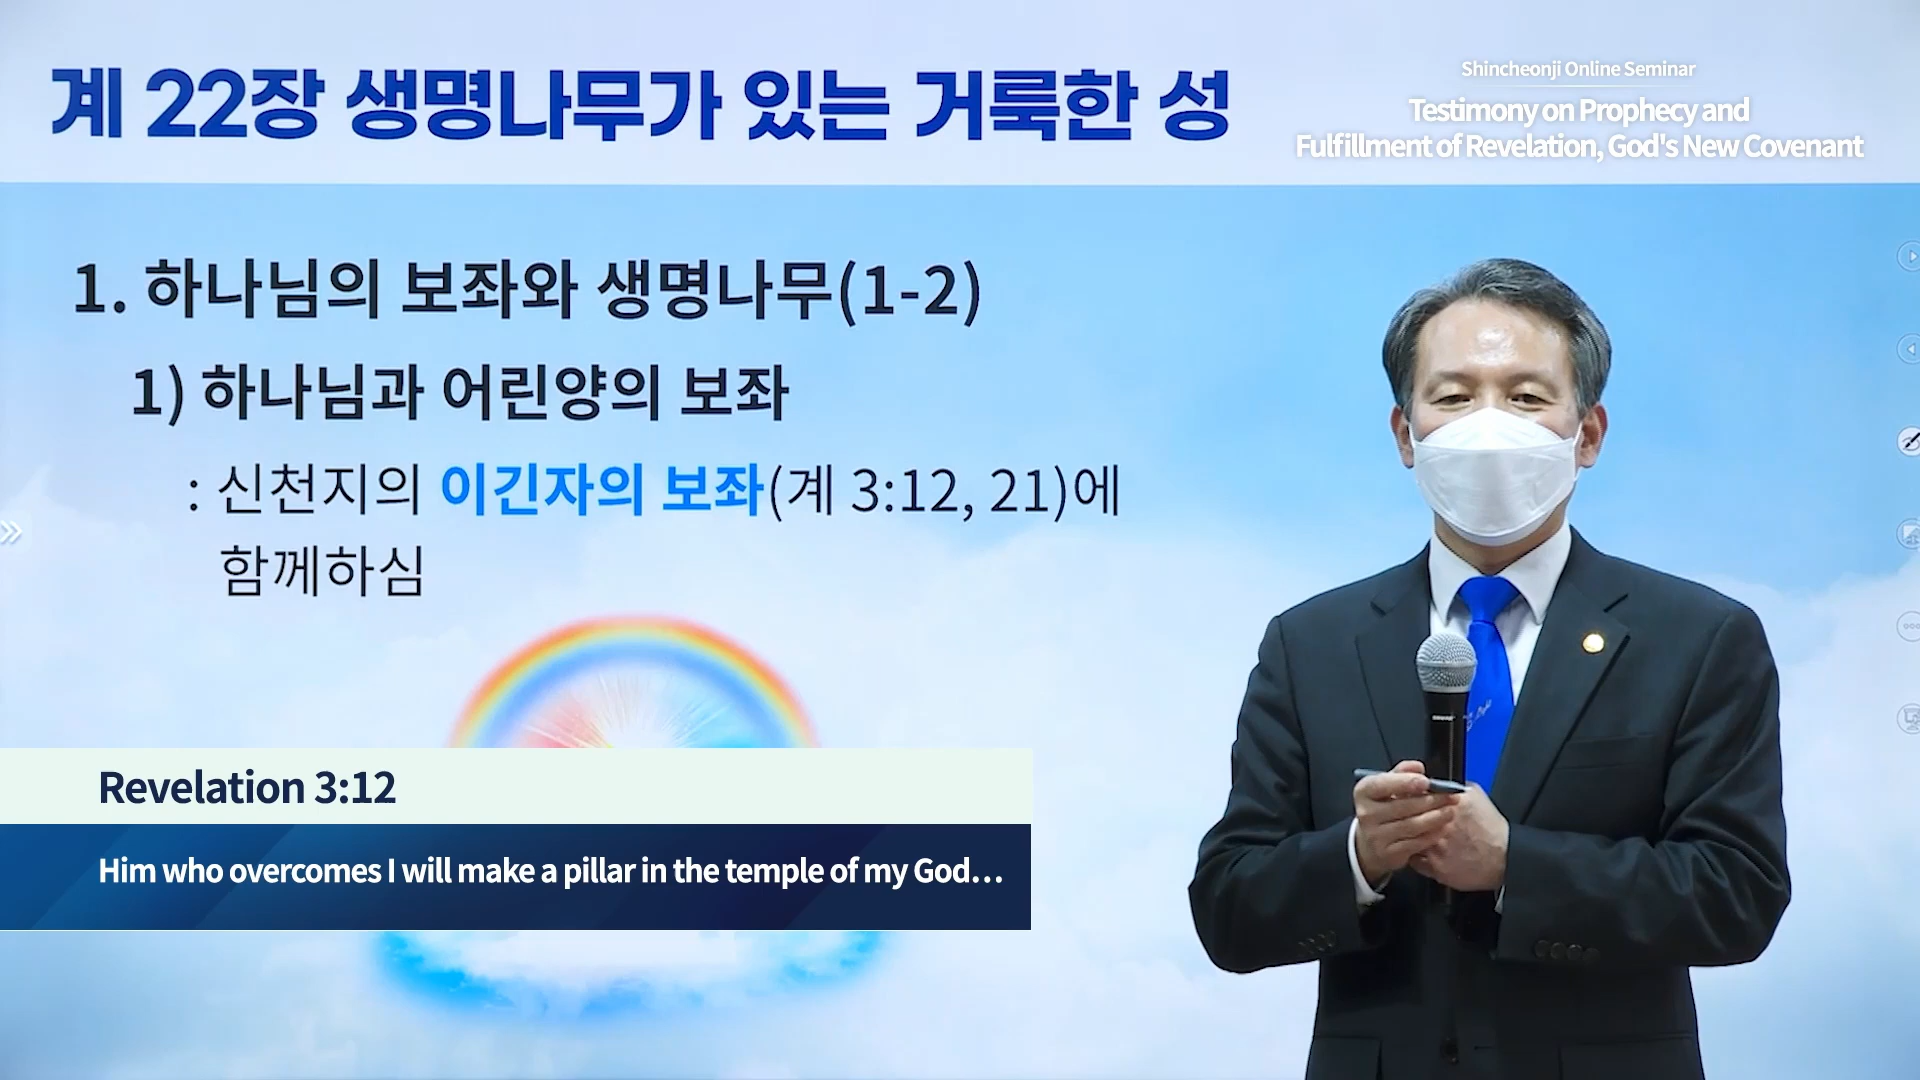 계 22장 생명나무가 있는 거룩한 성
Shincheonji Online Seminar
Testimony on Prophecy and
Fulfillment of Revelation, God's New Covenant
1. 하나님의 보좌와 생명나무(1-2)
1) 하나님과 어린양의 보좌
: 신천지의 이긴자의 보좌(계 3:12, 21)에
함께하심
Revelation 3:12
Him who overcomes I will make a pillar in the temple of my God…